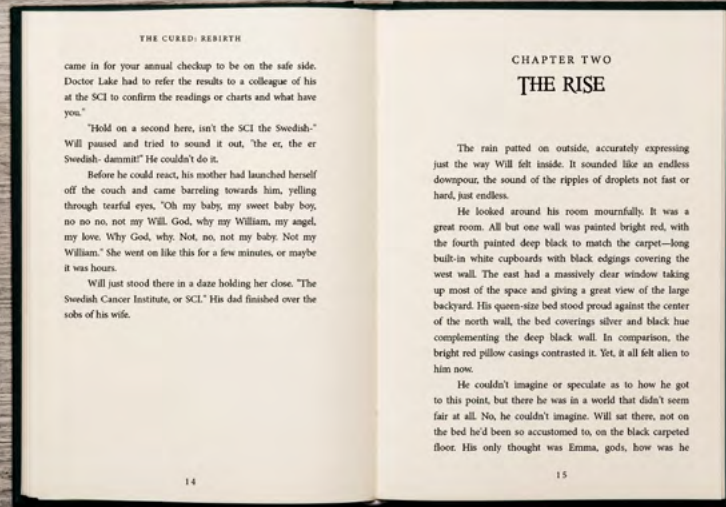 THE CURED: REBIRTH
came in for your annual checkup to be on the safe side.
Doctor Lake had to refer the results to a colleague of his
at the SCI to confirm the readings or charts and what have
you."
"Hold on a second here, isn't the SCI the Swedish-"
Will paused and tried to sound it out, "the er, the er
Swedish- dammit!" He couldn't do it.
Before he could react, his mother had launched herself
off the couch and came barreling towards him, yelling
through tearful eyes, "Oh my baby, my sweet baby boy,
no no no, not my Will. God, why my William, my angel,
my love. Why God, why. Not, no, not my baby. Not my
William." She went on like this for a few minutes, or maybe
it was hours.
Will just stood there in a daze holding her close. "The
Swedish Cancer Institute, or SCI." His dad finished over the
sobs of his wife.
14
CHAPTER TWO
THE RISE
The rain patted on outside, accurately expressing
just the way Will felt inside. It sounded like an endless
downpour, the sound of the ripples of droplets not fast or
hard, just endless.
He looked around his room mournfully. It was a
great room. All but one wall was painted bright red, with
the fourth painted deep black to match the carpet—long
built-in white cupboards with black edgings covering the
west wall. The east had a massively clear window taking
up most of the space and giving a great view of the large
backyard. His queen-size bed stood proud against the center
of the north wall, the bed coverings silver and black hue
complementing the deep black wall. In comparison, the
bright red pillow casings contrasted it. Yet, it all felt alien to
him now.
He couldn't imagine or speculate as to how he got
to this point, but there he was in a world that didn't seem
fair at all. No, he couldn't imagine. Will sat there, not on
the bed he'd been so accustomed to, on the black carpeted
floor. His only thought was Emma, gods, how was he
15